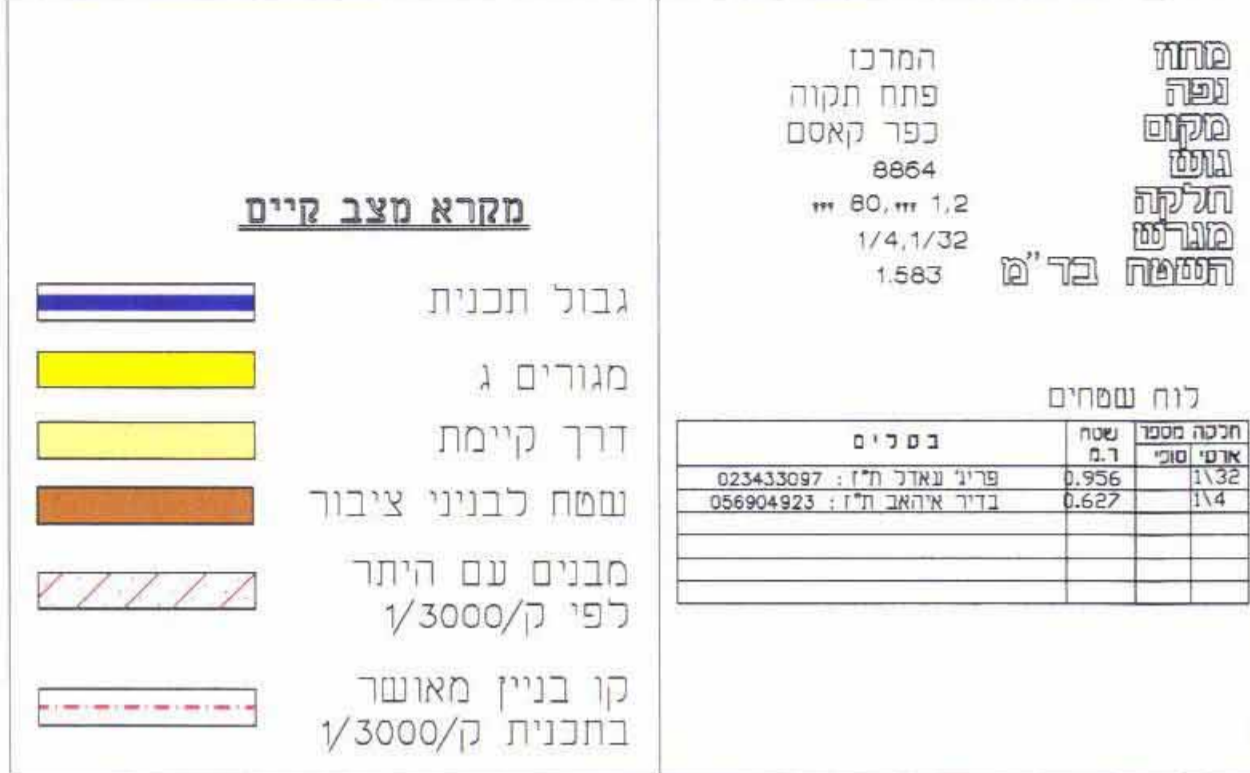 מחוז המרכז
נפה פתח תקוה
מקום כפר קאסם
גוש 8864
חלקה 1,2 ,,,, 80, ,,,
מגרש 1/4,1/32
השטח בד"מ 1.583
לוח שטחים
חלקה מספר שטח ד.מ בעלים
ארעי סופי
1\32 0.956 פריג' עאדל ת"ז : 023433097
1\4 0.627 בדיר איהאב ת"ז : 056904923
מקרא מצב קיים
גבול תכנית
מגורים ג
דרך קיימת
שטח לבניני ציבור
מבנים עם היתר
לפי ק/1/3000
קו בניין מאושר
בתכנית ק/1/3000